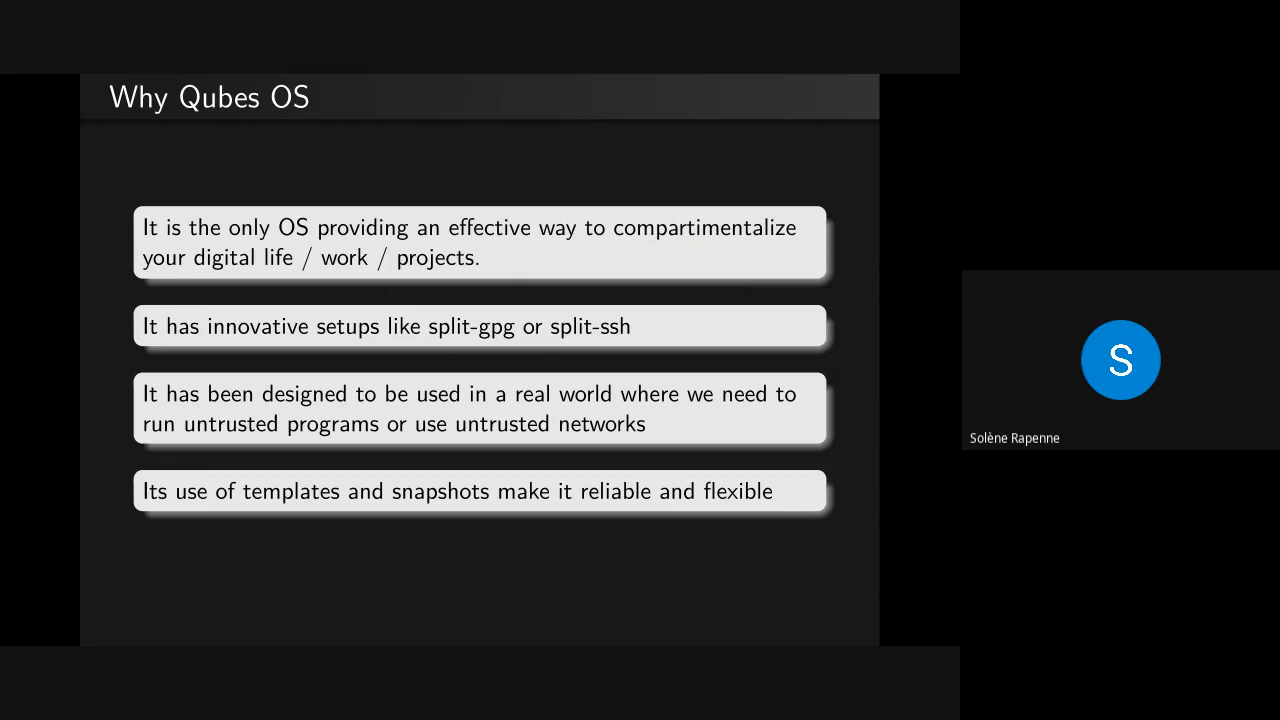 Why Qubes OS
It is the only OS providing an effective way to compartimentalize
your digital life / work / projects.
It has innovative setups like split-gpg or split-ssh
It has been designed to be used in a real world where we need to
run untrusted programs or use untrusted networks
Its use of templates and snapshots make it reliable and flexible
S
Solène Rapenne